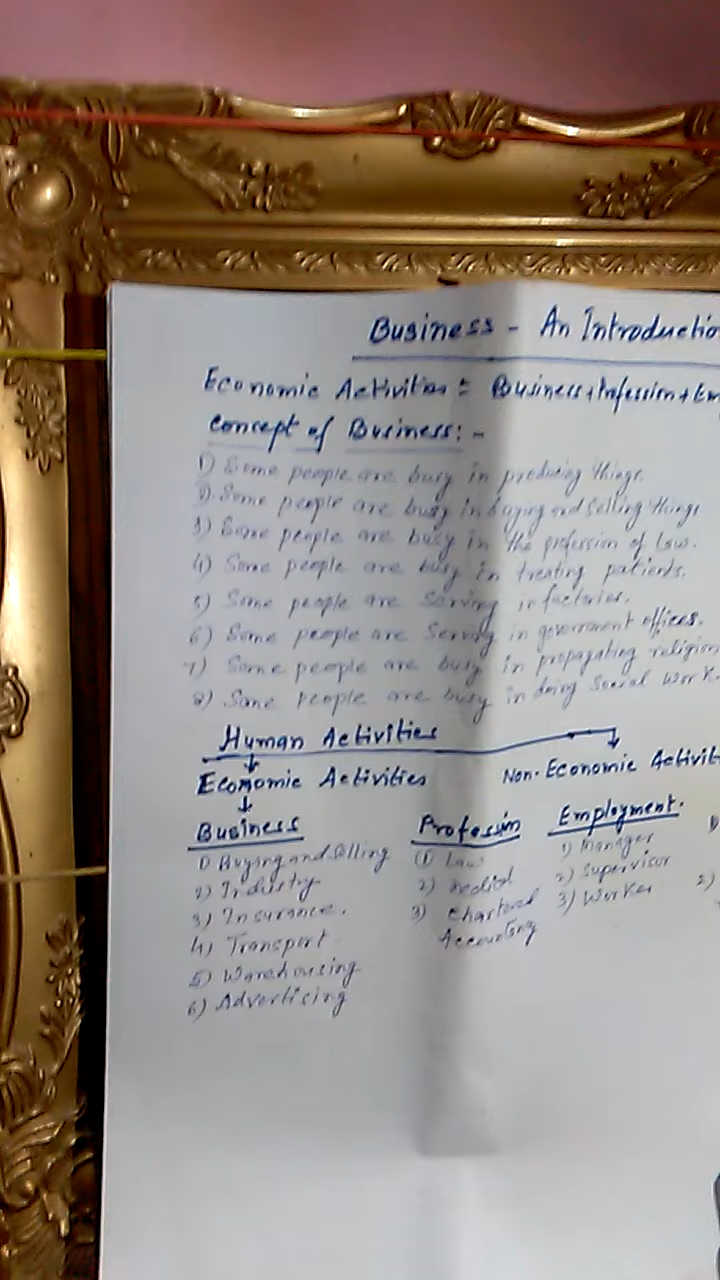 Business - An Introductio
Economic Activities = Business + Profession + Em
Concept of Business: -
1) Some people are busy in producing things.
2) Some people are busy in buying and selling things
3) Some people are busy in the profession of Law.
4) Some people are busy in treating patients.
5) Some people are Serving in factories.
6) Some people are Serving in government offices.
7) Some people are busy in propagating religion
8) Some people are busy in doing Social work.
Human Activities
Economic Activities Non-Economic Activit
Business Profession Employment.
1) Buying and Selling 1) Law 1) Manager 1)
2) Industry 2) Medical 2) Supervisor 2)
3) Insurance. 3) Chartered Accounting 3) Worker
4) Transport.
5) Warehousing
6) Advertising